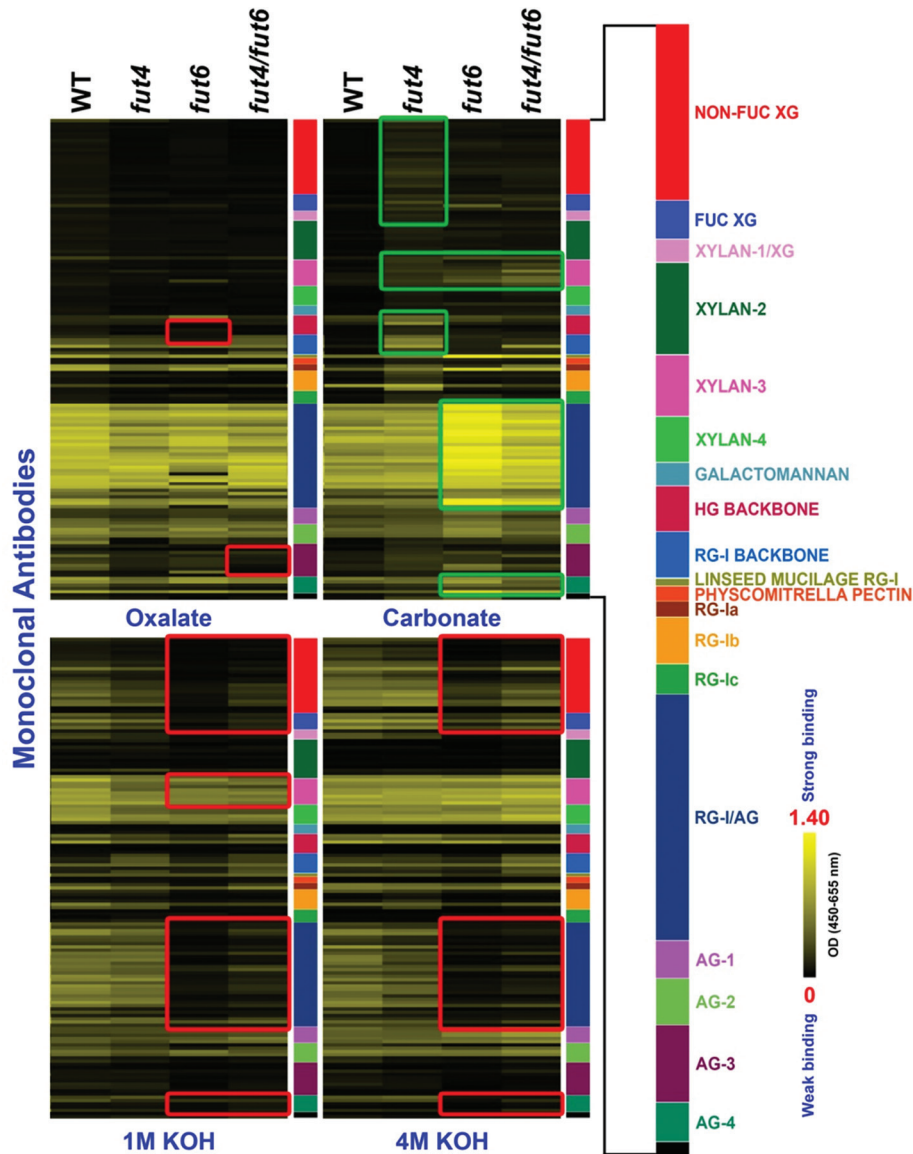 WT
fut4
fut6
fut4/fut6
WT
fut4
fut6
fut4/fut6
Monoclonal Antibodies
Oxalate
Carbonate
1M KOH
4M KOH
NON-FUC XG
FUC XG
XYLAN-1/XG
XYLAN-2
XYLAN-3
XYLAN-4
GALACTOMANNAN
HG BACKBONE
RG-I BACKBONE
LINSEED MUCILAGE RG-I
PHYSCOMITRELLA PECTIN
RG-Ia
RG-Ib
RG-Ic
RG-I/AG
AG-1
AG-2
AG-3
AG-4
Strong binding
1.40
OD (450-655 nm)
0
Weak binding